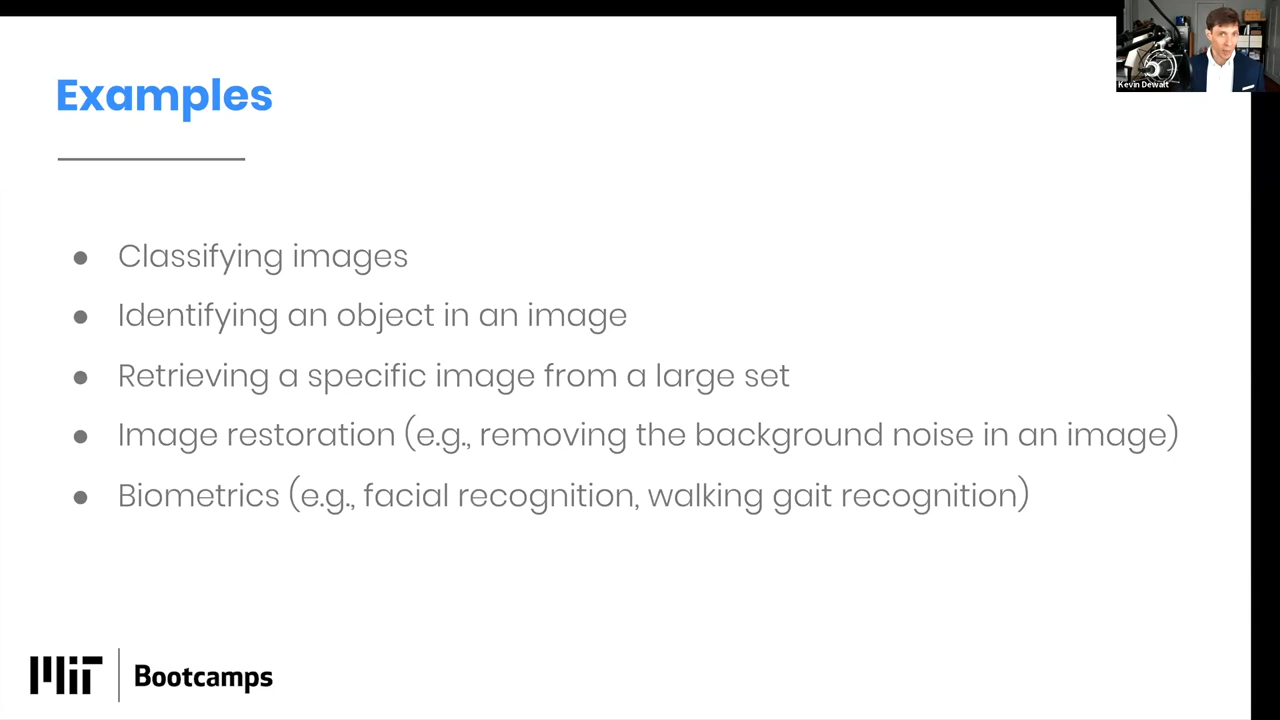 Kevin Dewalt
Examples
● Classifying images
● Identifying an object in an image
● Retrieving a specific image from a large set
● Image restoration (e.g., removing the background noise in an image)
● Biometrics (e.g., facial recognition, walking gait recognition)
MIT Bootcamps